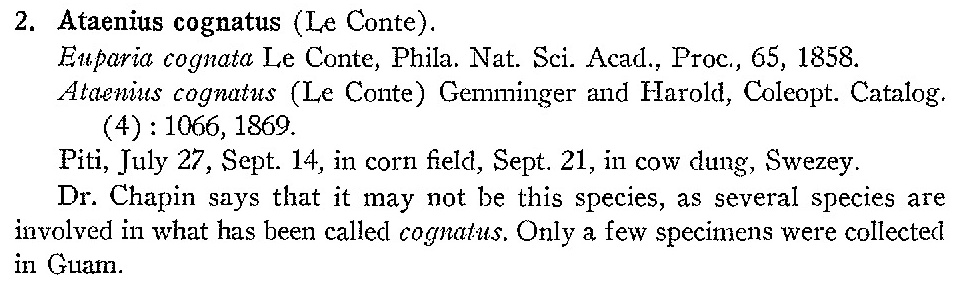 2. Ataenius cognatus (Le Conte).
Euparia cognata Le Conte, Phila. Nat. Sci. Acad., Proc., 65, 1858.
Ataenius cognatus (Le Conte) Gemminger and Harold, Coleopt. Catalog.
(4) : 1066, 1869.
Piti, July 27, Sept. 14, in corn field, Sept. 21, in cow dung, Swezey.
Dr. Chapin says that it may not be this species, as several species are
involved in what has been called cognatus. Only a few specimens were collected
in Guam.